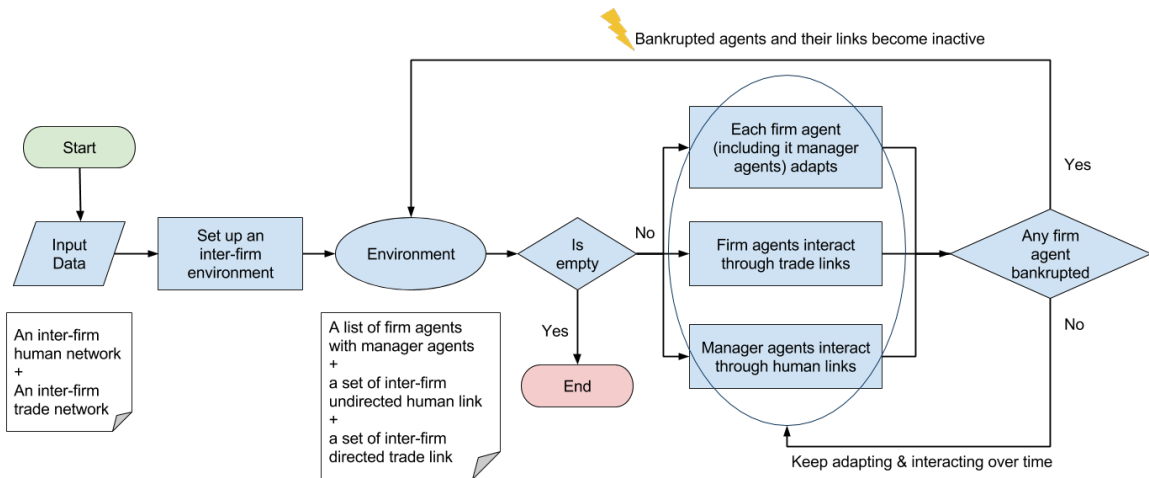 Bankrupted agents and their links become inactive
Start
Each firm agent
(including it manager
agents) adapts
Yes
Input
Data
Set up an
inter-firm
environment
Environment
Is
empty
No
Firm agents interact
through trade links
Any firm
agent
bankrupted
An inter-firm
human network
+
An inter-firm
trade network
A list of firm agents
with manager agents
+
a set of inter-firm
undirected human link
+
a set of inter-firm
directed trade link
Yes
End
Manager agents interact
through human links
No
Keep adapting & interacting over time